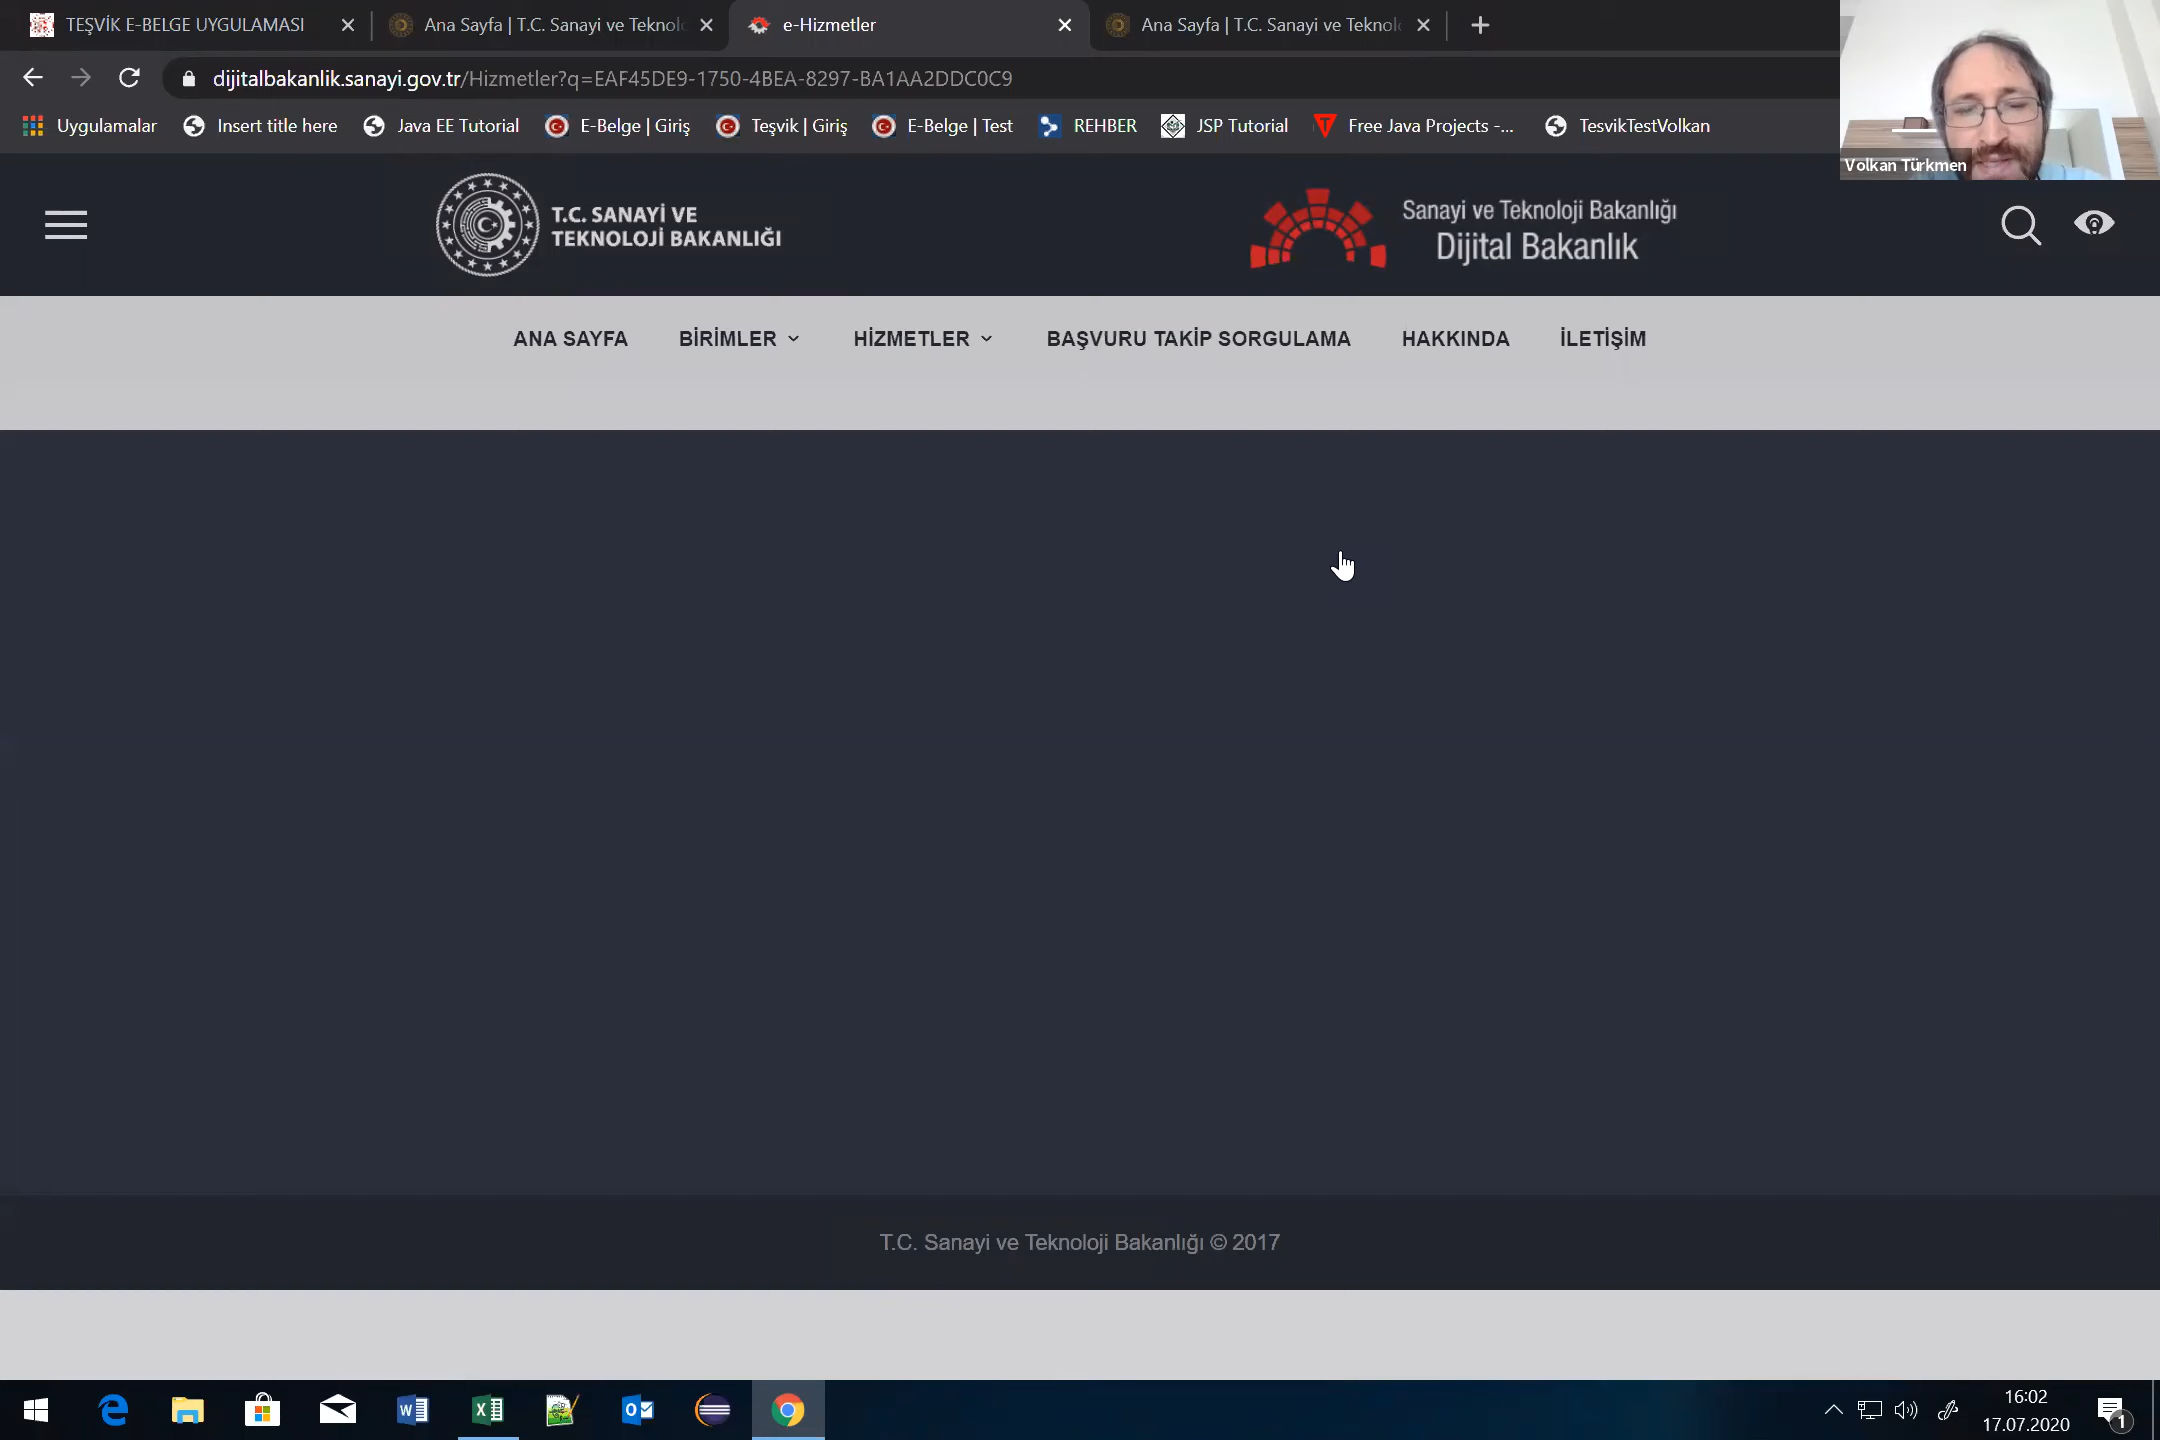 TEŞVİK E-BELGE UYGULAMASI
Ana Sayfa | T.C. Sanayi ve Teknol
e-Hizmetler
Ana Sayfa | T.C. Sanayi ve Teknolo
dijitalbakanlik.sanayi.gov.tr/Hizmetler?q=EAF45DE9-1750-4BEA-8297-BA1AA2DDC0C9
Uygulamalar
Insert title here
Java EE Tutorial
E-Belge | Giriş
Teşvik | Giriş
E-Belge | Test
REHBER
JSP Tutorial
Free Java Projects -...
TesvikTestVolkan
Volkan Türkmen
T.C. SANAYİ VE
TEKNOLOJİ BAKANLIĞI
Sanayi ve Teknoloji Bakanlığı
Dijital Bakanlık
ANA SAYFA
BİRİMLER
HİZMETLER
BAŞVURU TAKİP SORGULAMA
HAKKINDA
İLETİŞİM
T.C. Sanayi ve Teknoloji Bakanlığı © 2017
16:02
17.07.2020
1